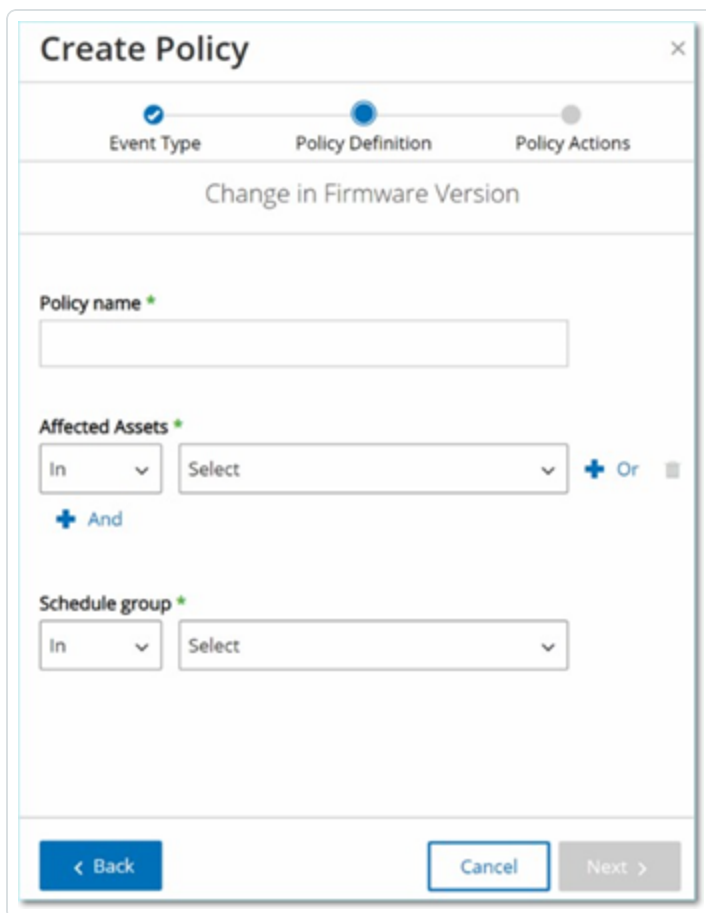 Create Policy
Event Type Policy Definition Policy Actions
Change in Firmware Version
Policy name *
Affected Assets *
In Select Or
And
Schedule group *
In Select
Back Cancel Next